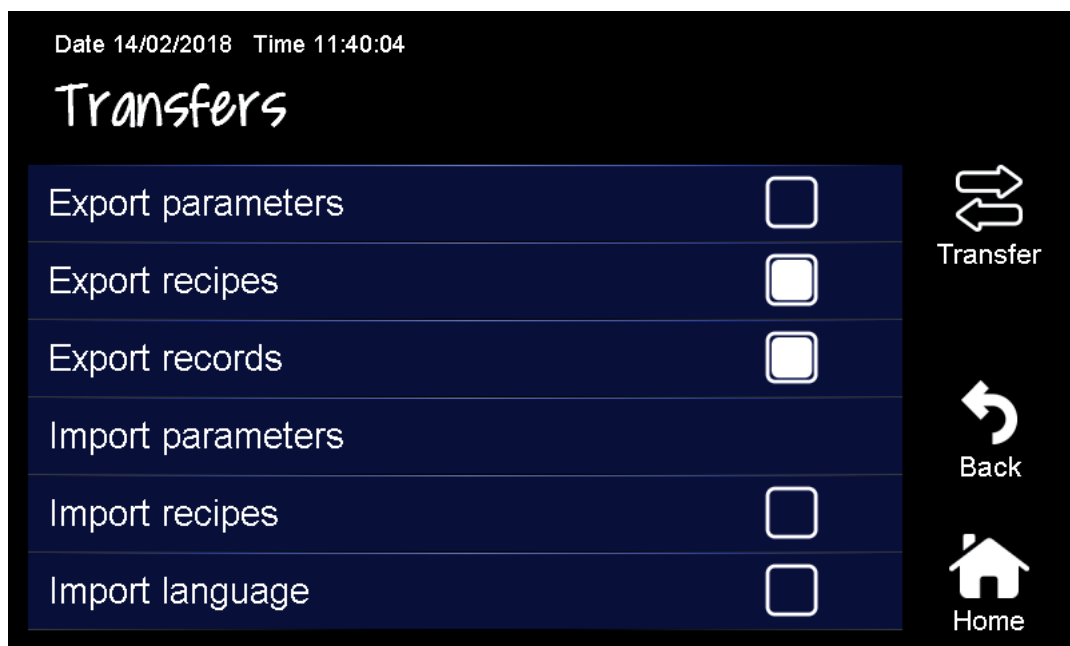 Date 14/02/2018 Time 11:40:04
Transfers
Export parameters
Export recipes
Export records
Import parameters
Import recipes
Import language
Transfer
Back
Home